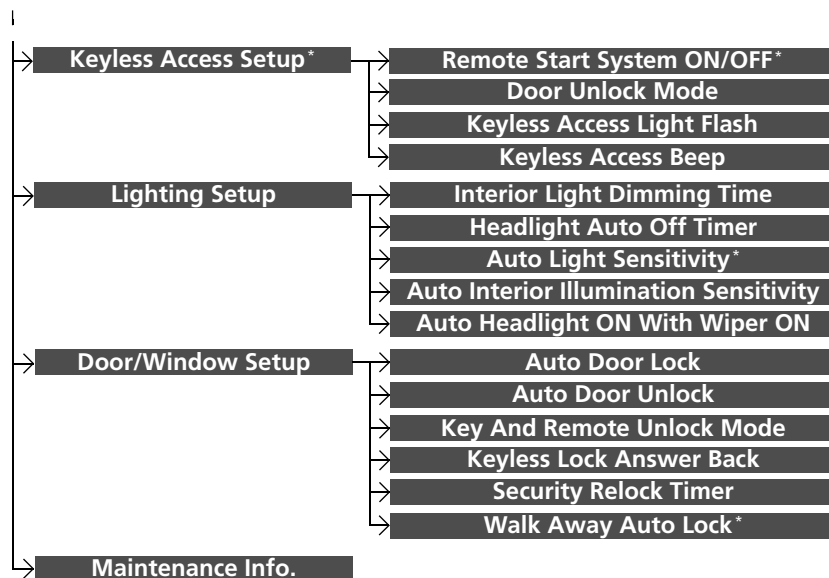 Keyless Access Setup*
Remote Start System ON/OFF*
Door Unlock Mode
Keyless Access Light Flash
Keyless Access Beep
Lighting Setup
Interior Light Dimming Time
Headlight Auto Off Timer
Auto Light Sensitivity*
Auto Interior Illumination Sensitivity
Auto Headlight ON With Wiper ON
Door/Window Setup
Auto Door Lock
Auto Door Unlock
Key And Remote Unlock Mode
Keyless Lock Answer Back
Security Relock Timer
Walk Away Auto Lock*
Maintenance Info.